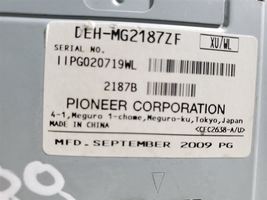 DEH-MG2187ZF
XU/WL
SERIAL NO.
IIPG020719WL
2187B
PIONEER CORPORATION
4-1, Meguro 1-chome, Meguro-ku, Tokyo, Japan
MADE IN CHINA
<CEC2638-A/U>
MFD. SEPTEMBER 2009 PG